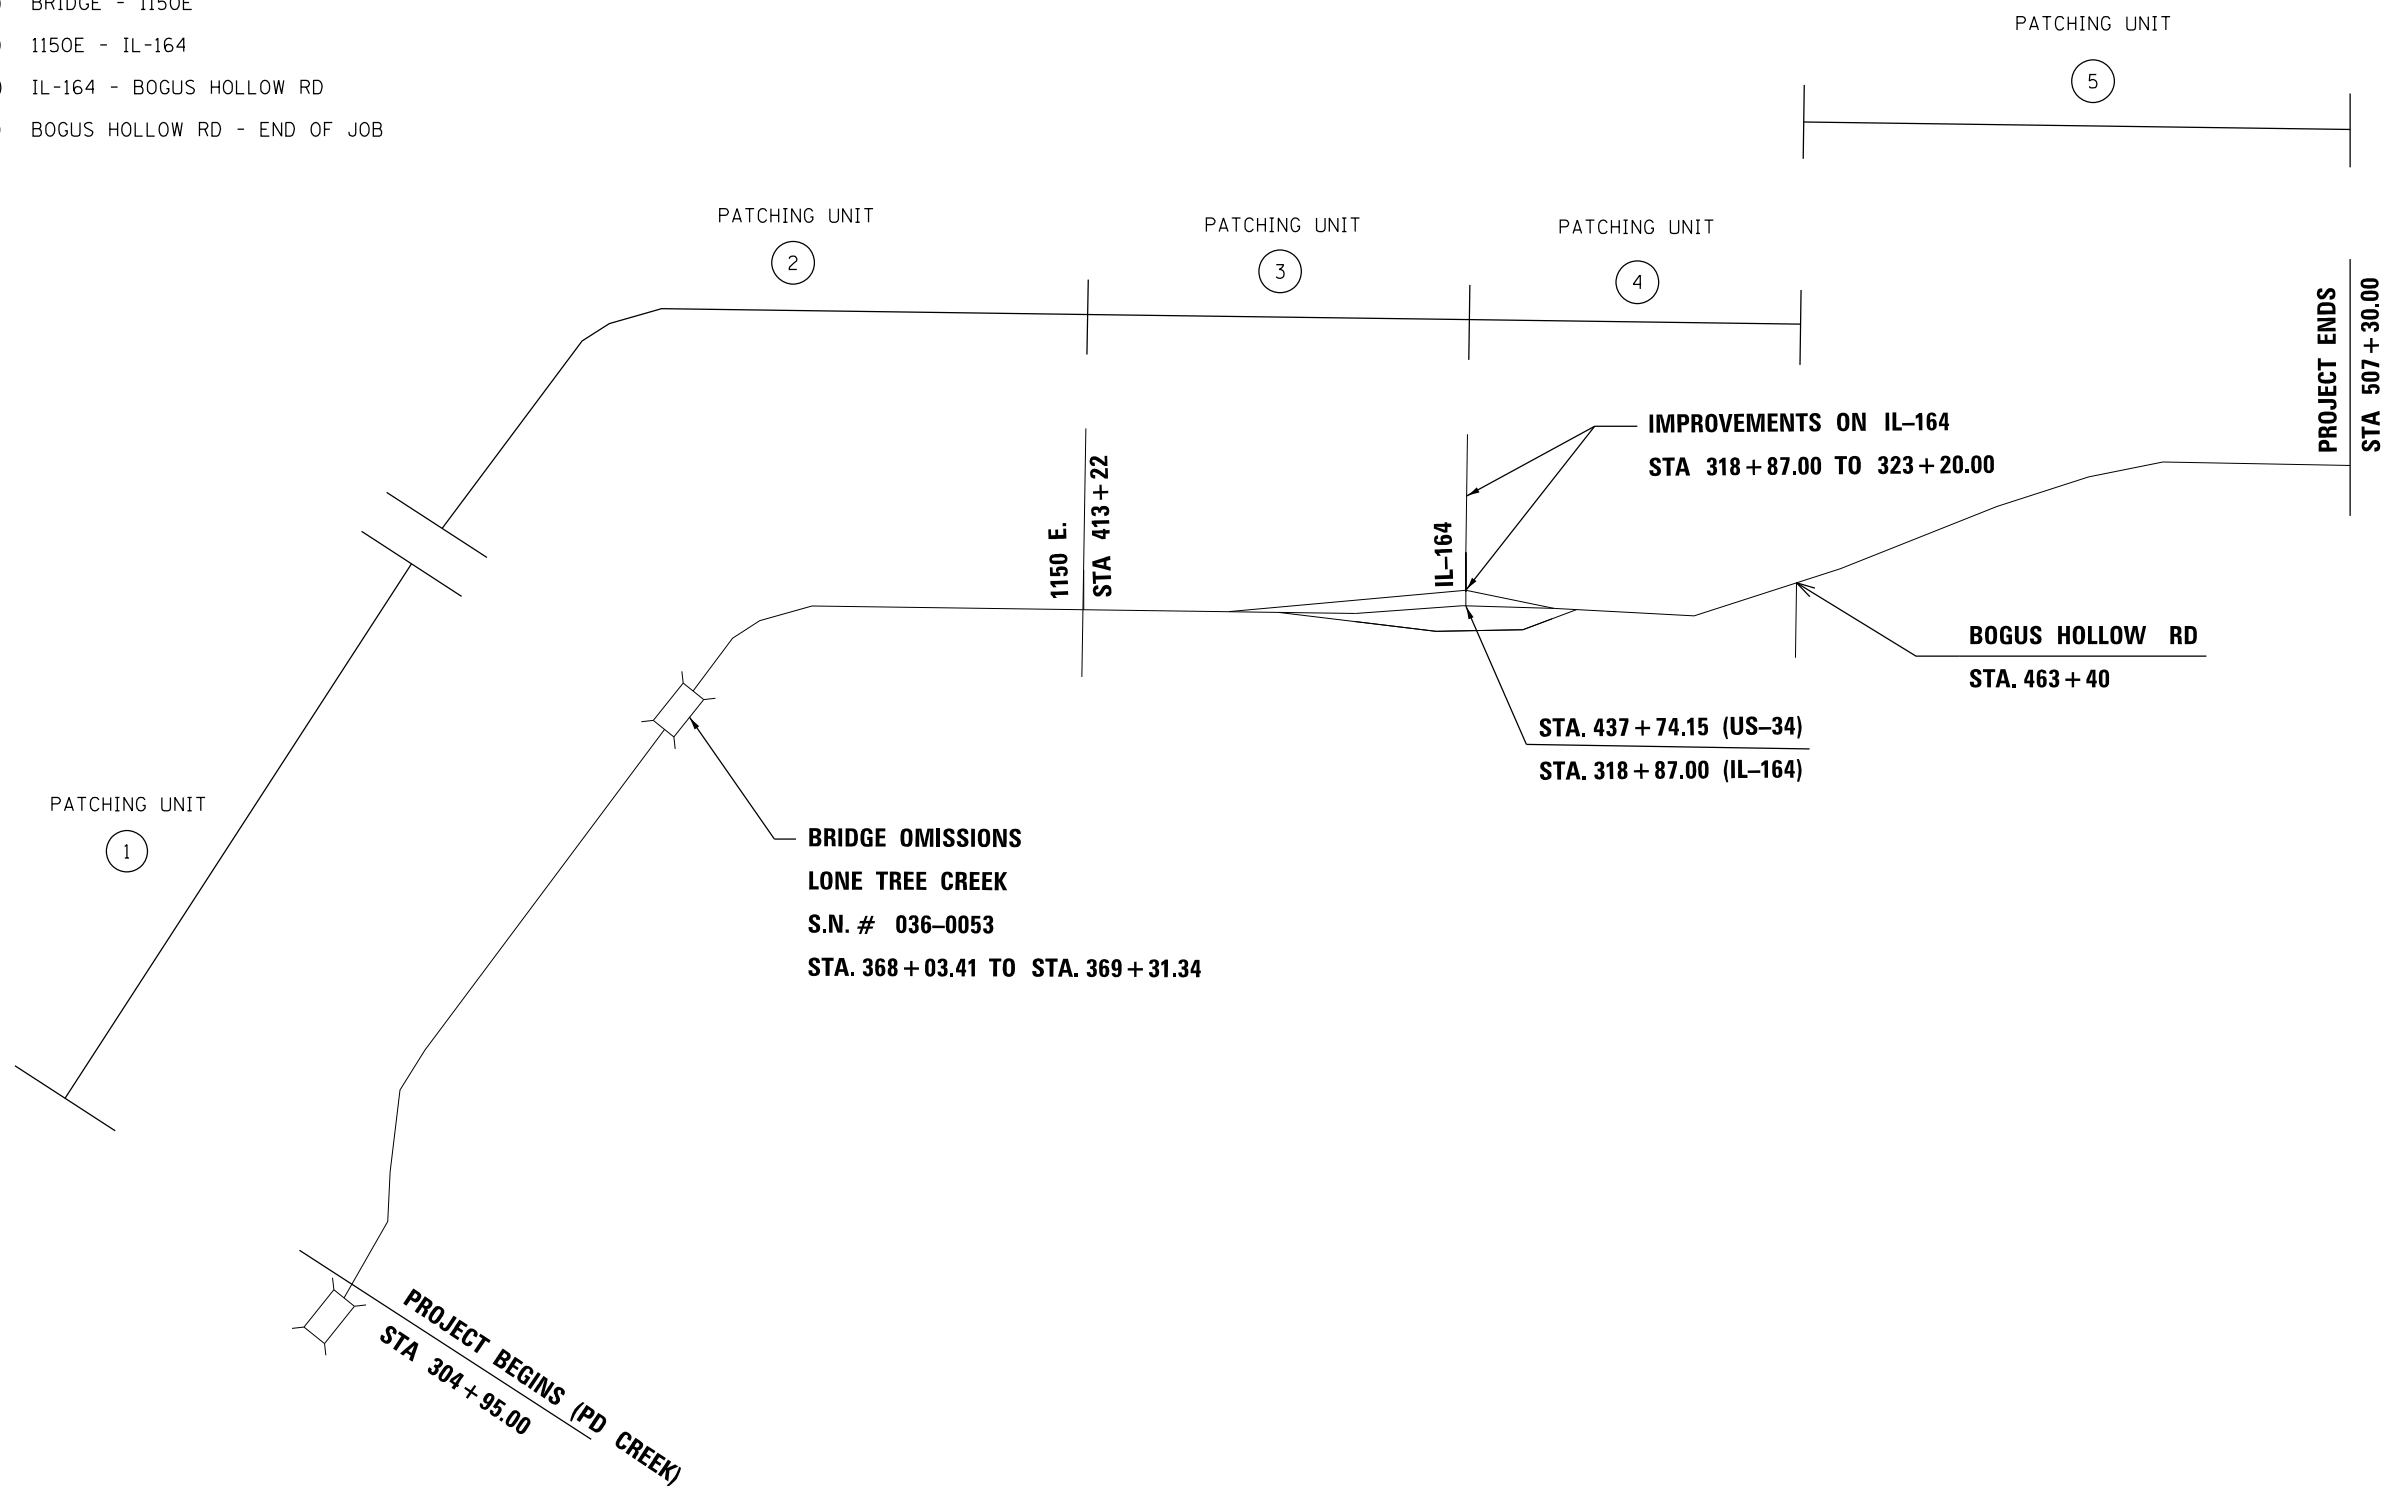 BRIDGE - 1150E
1150E - IL-164
IL-164 - BOGUS HOLLOW RD
BOGUS HOLLOW RD - END OF JOB
PATCHING UNIT
5
PATCHING UNIT
2
PATCHING UNIT
3
PATCHING UNIT
4
PROJECT ENDS
STA 507+30.00
IMPROVEMENTS ON IL-164
STA 318+87.00 TO 323+20.00
1150 E.
STA 413+22
IL-164
BOGUS HOLLOW RD
STA. 463+40
STA. 437+74.15 (US-34)
STA. 318+87.00 (IL-164)
PATCHING UNIT
1
BRIDGE OMISSIONS
LONE TREE CREEK
S.N. # 036-0053
STA. 368+03.41 TO STA. 369+31.34
PROJECT BEGINS (PD CREEK)
STA 304+95.00